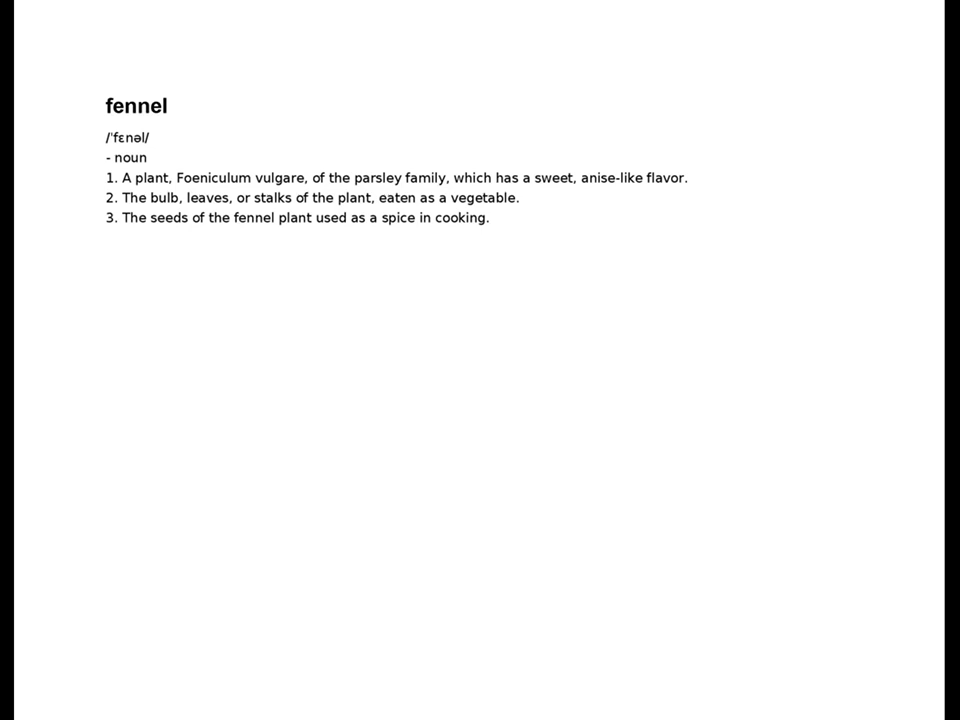 fennel
/ˈfɛnəl/
- noun
1. A plant, Foeniculum vulgare, of the parsley family, which has a sweet, anise-like flavor.
2. The bulb, leaves, or stalks of the plant, eaten as a vegetable.
3. The seeds of the fennel plant used as a spice in cooking.